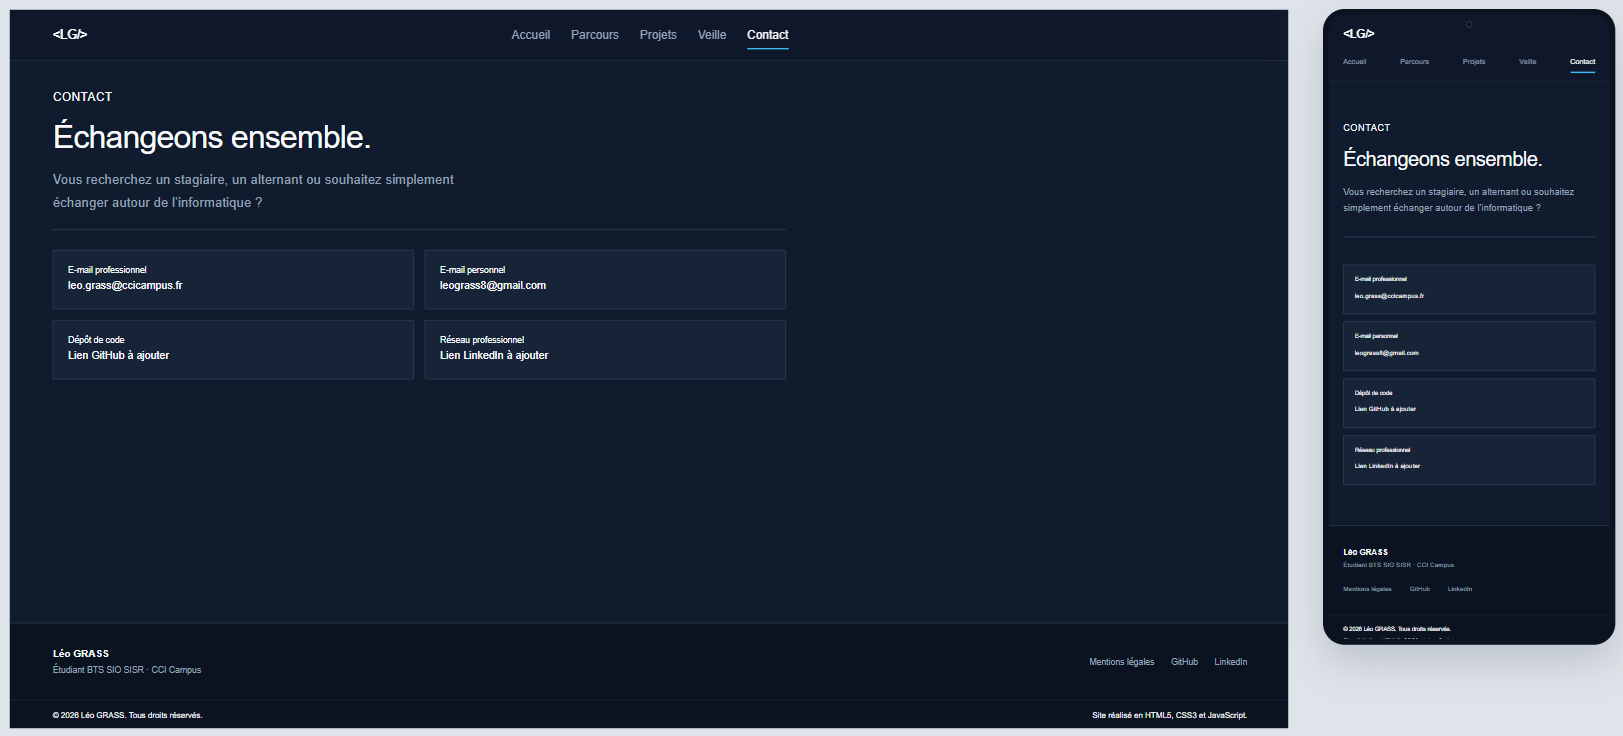 <LG/>
Accueil Parcours Projets Veille Contact
CONTACT
Échangeons ensemble.
Vous recherchez un stagiaire, un alternant ou souhaitez simplement
échanger autour de l'informatique ?
E-mail professionnel
leo.grass@ccicampus.fr
E-mail personnel
leograss8@gmail.com
Dépôt de code
Lien GitHub à ajouter
Réseau professionnel
Lien LinkedIn à ajouter
Léo GRASS
Étudiant BTS SIO SISR · CCI Campus
Mentions légales GitHub LinkedIn
© 2026 Léo GRASS. Tous droits réservés.
Site réalisé en HTML5, CSS3 et JavaScript.
<LG/>
Accueil Parcours Projets Veille Contact
CONTACT
Échangeons ensemble.
Vous recherchez un stagiaire, un alternant ou souhaitez
simplement échanger autour de l'informatique ?
E-mail professionnel
leo.grass@ccicampus.fr
E-mail personnel
leograss8@gmail.com
Dépôt de code
Lien GitHub à ajouter
Réseau professionnel
Lien LinkedIn à ajouter
Léo GRASS
Étudiant BTS SIO SISR · CCI Campus
Mentions légales GitHub LinkedIn
© 2026 Léo GRASS. Tous droits réservés.